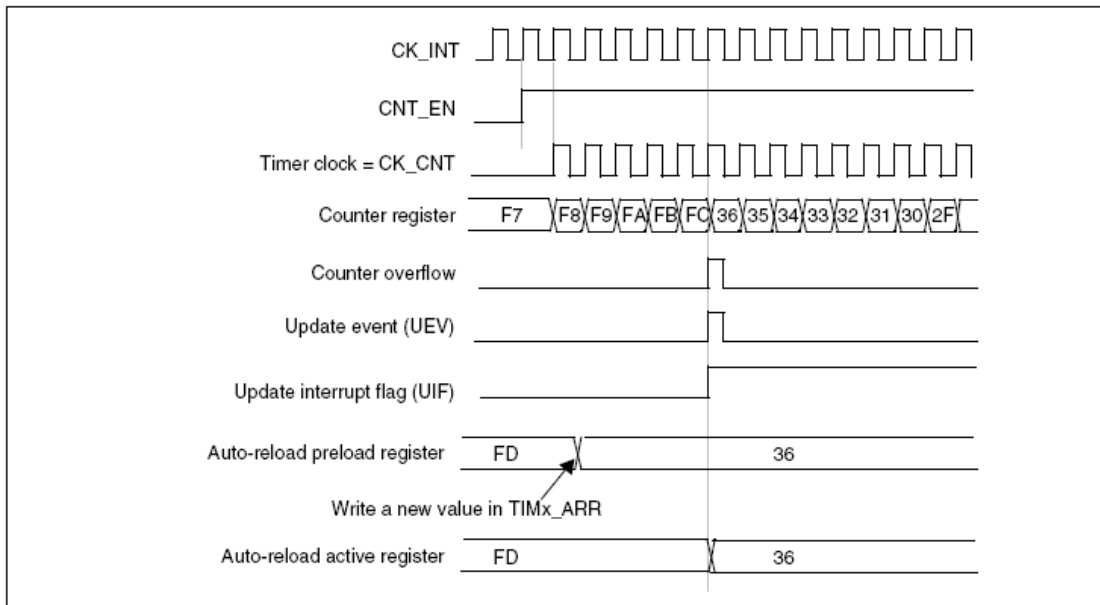 CK_INT
CNT_EN
Timer clock = CK_CNT
Counter register F7 F8 F9 FA FB FC 36 35 34 33 32 31 30 2F
Counter overflow
Update event (UEV)
Update interrupt flag (UIF)
Auto-reload preload register FD 36
Write a new value in TIMx_ARR
Auto-reload active register FD 36